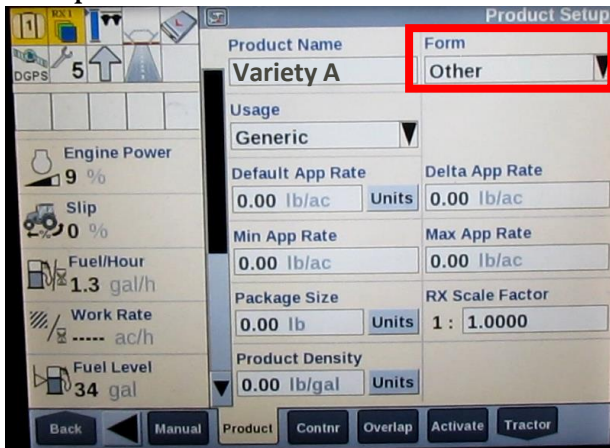 Product Setup
1
RX1
DGPS
5
Engine Power
9 %
Slip
0 %
Fuel/Hour
1.3 gal/h
Work Rate
----- ac/h
Fuel Level
34 gal
Product Name
Variety A
Form
Other
Usage
Generic
Default App Rate
0.00 lb/ac Units
Delta App Rate
0.00 lb/ac
Min App Rate
0.00 lb/ac
Max App Rate
0.00 lb/ac
Package Size
0.00 lb Units
RX Scale Factor
1 : 1.0000
Product Density
0.00 lb/gal Units
Back Manual Product Contnr Overlap Activate Tractor